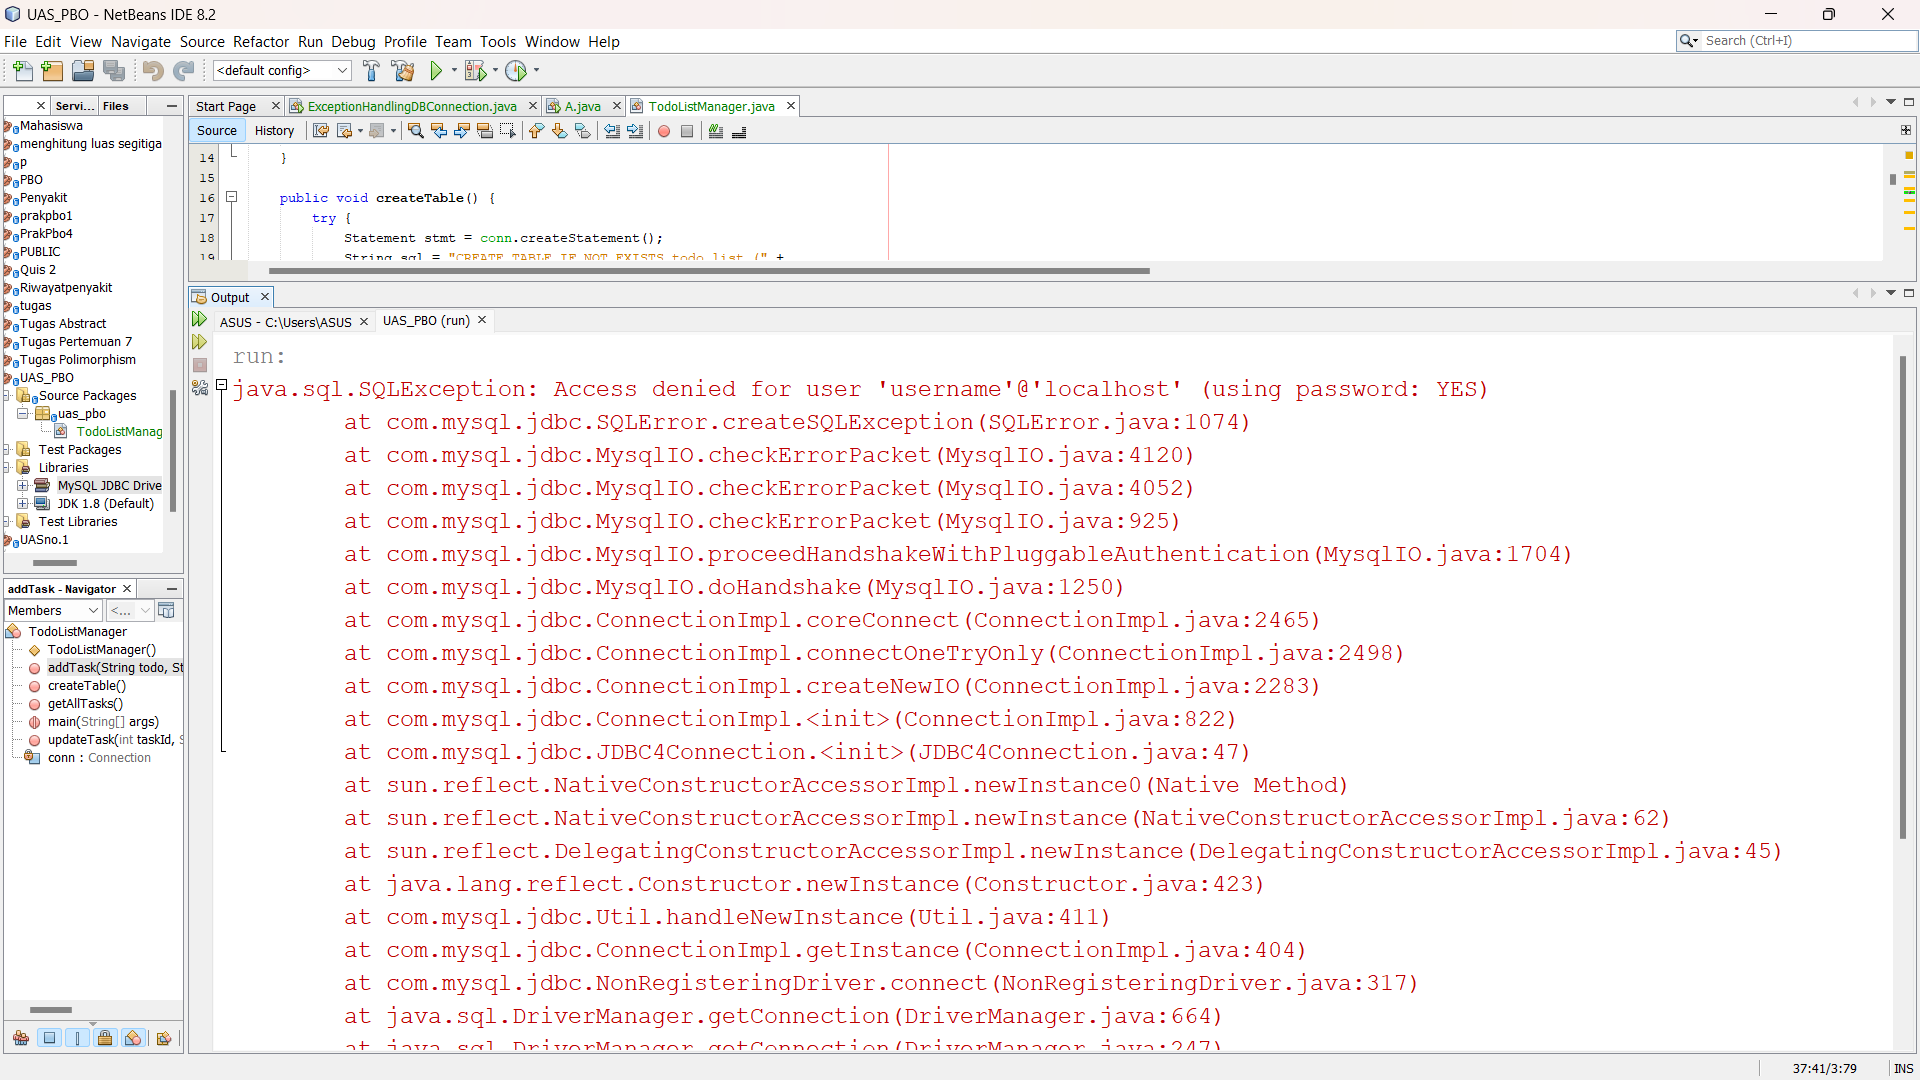 UAS_PBO - NetBeans IDE 8.2
File Edit View Navigate Source Refactor Run Debug Profile Team Tools Window Help
Search (Ctrl+I)
<default config>
Servi... Files
Mahasiswa
menghitung luas segitiga
p
PBO
Penyakit
prakpbo1
PrakPbo4
PUBLIC
Quis 2
Riwayatpenyakit
tugas
Tugas Abstract
Tugas Pertemuan 7
Tugas Polimorphism
UAS_PBO
Source Packages
uas_pbo
TodoListManag
Test Packages
Libraries
MySQL JDBC Drive
JDK 1.8 (Default)
Test Libraries
UASno.1
addTask - Navigator
Members <...
TodoListManager
TodoListManager()
addTask(String todo, St
createTable()
getAllTasks()
main(String[] args)
updateTask(int taskId, S
conn : Connection
Start Page ExceptionHandlingDBConnection.java A.java TodoListManager.java
Source History
14 }
15
16 public void createTable() {
17 try {
18 Statement stmt = conn.createStatement();
19 String sql = "CREATE TABLE IF NOT EXISTS todo_list (" +
Output
ASUS - C:\Users\ASUS UAS_PBO (run)
run:
java.sql.SQLException: Access denied for user 'username'@'localhost' (using password: YES)
at com.mysql.jdbc.SQLError.createSQLException(SQLError.java:1074)
at com.mysql.jdbc.MysqlIO.checkErrorPacket(MysqlIO.java:4120)
at com.mysql.jdbc.MysqlIO.checkErrorPacket(MysqlIO.java:4052)
at com.mysql.jdbc.MysqlIO.checkErrorPacket(MysqlIO.java:925)
at com.mysql.jdbc.MysqlIO.proceedHandshakeWithPluggableAuthentication(MysqlIO.java:1704)
at com.mysql.jdbc.MysqlIO.doHandshake(MysqlIO.java:1250)
at com.mysql.jdbc.ConnectionImpl.coreConnect(ConnectionImpl.java:2465)
at com.mysql.jdbc.ConnectionImpl.connectOneTryOnly(ConnectionImpl.java:2498)
at com.mysql.jdbc.ConnectionImpl.createNewIO(ConnectionImpl.java:2283)
at com.mysql.jdbc.ConnectionImpl.<init>(ConnectionImpl.java:822)
at com.mysql.jdbc.JDBC4Connection.<init>(JDBC4Connection.java:47)
at sun.reflect.NativeConstructorAccessorImpl.newInstance0(Native Method)
at sun.reflect.NativeConstructorAccessorImpl.newInstance(NativeConstructorAccessorImpl.java:62)
at sun.reflect.DelegatingConstructorAccessorImpl.newInstance(DelegatingConstructorAccessorImpl.java:45)
at java.lang.reflect.Constructor.newInstance(Constructor.java:423)
at com.mysql.jdbc.Util.handleNewInstance(Util.java:411)
at com.mysql.jdbc.ConnectionImpl.getInstance(ConnectionImpl.java:404)
at com.mysql.jdbc.NonRegisteringDriver.connect(NonRegisteringDriver.java:317)
at java.sql.DriverManager.getConnection(DriverManager.java:664)
at java.sql.DriverManager.getConnection(DriverManager.java:247)
37:41/3:79 INS